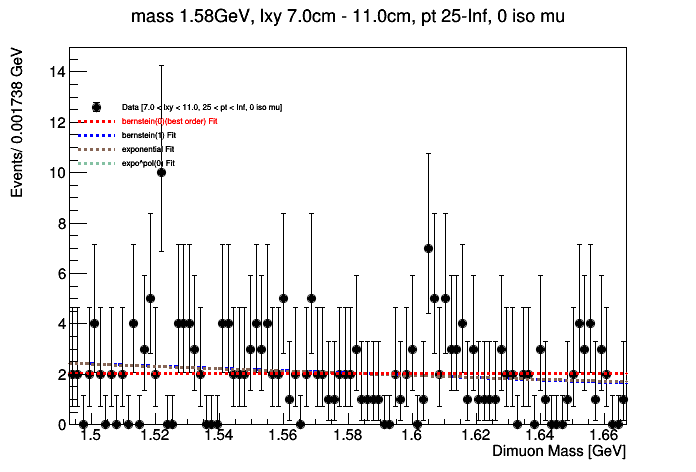 mass 1.58GeV, lxy 7.0cm - 11.0cm, pt 25-Inf, 0 iso mu
Events/ 0.001738 GeV
14
12
10
8
6
4
2
0
Data [7.0 < lxy < 11.0, 25 < pt < Inf, 0 iso mu]
bernstein(0)(best order) Fit
bernstein(1) Fit
exponential Fit
expo*pol(0) Fit
1.5 1.52 1.54 1.56 1.58 1.6 1.62 1.64 1.66
Dimuon Mass [GeV]